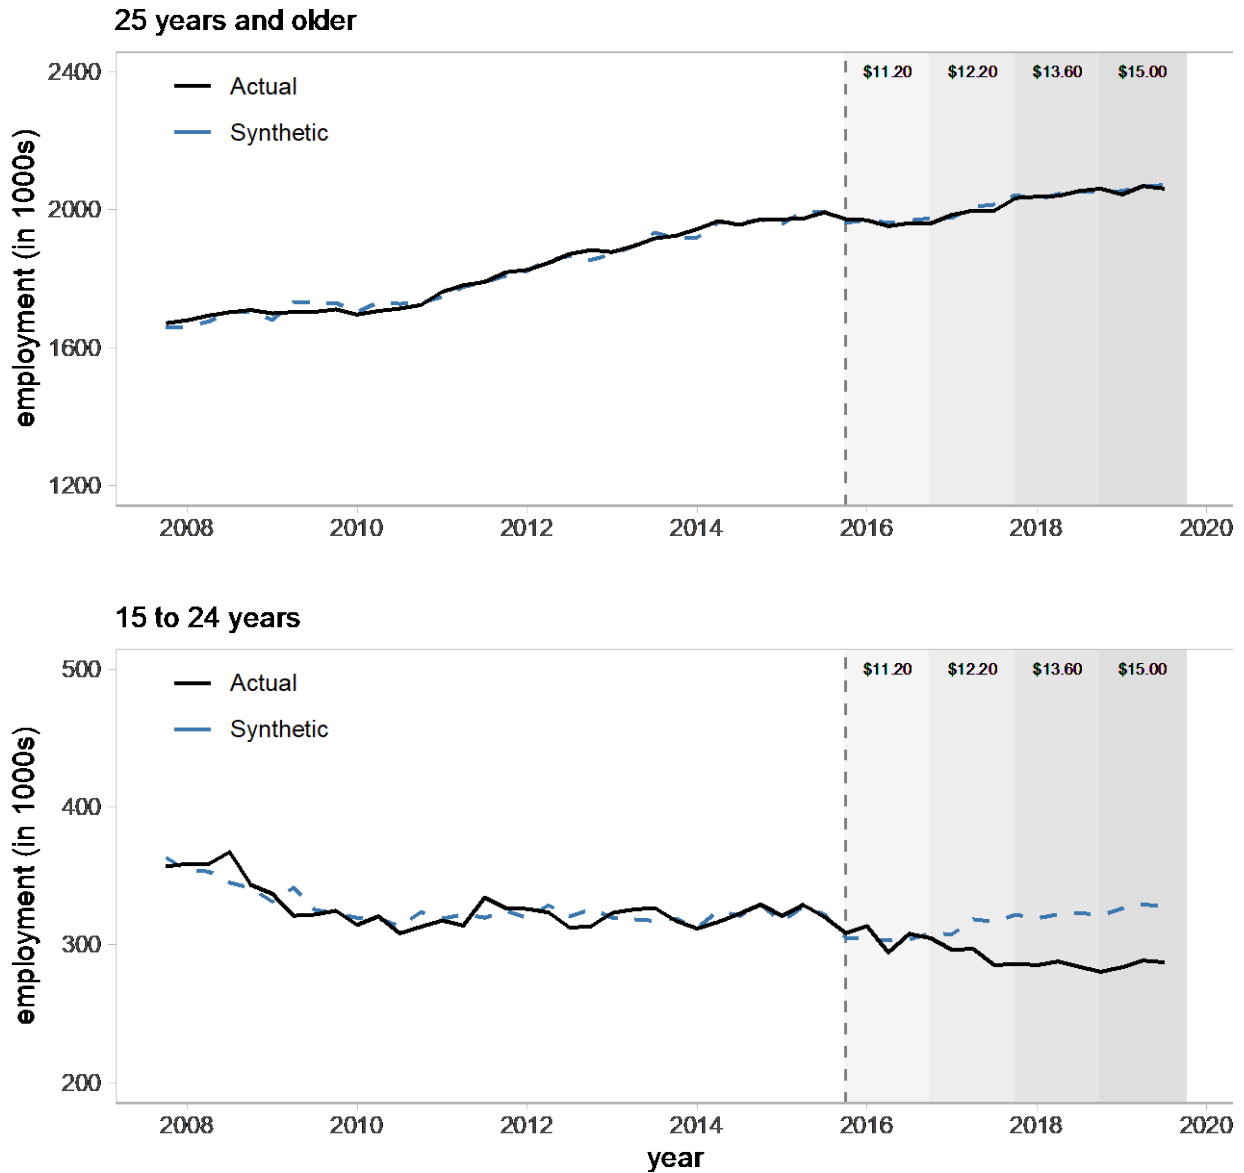 25 years and older
2400
2000
1600
1200
employment (in 1000s)
Actual
Synthetic
$11.20 $12.20 $13.60 $15.00
2008 2010 2012 2014 2016 2018 2020
15 to 24 years
500
400
300
200
employment (in 1000s)
Actual
Synthetic
$11.20 $12.20 $13.60 $15.00
2008 2010 2012 2014 2016 2018 2020
year